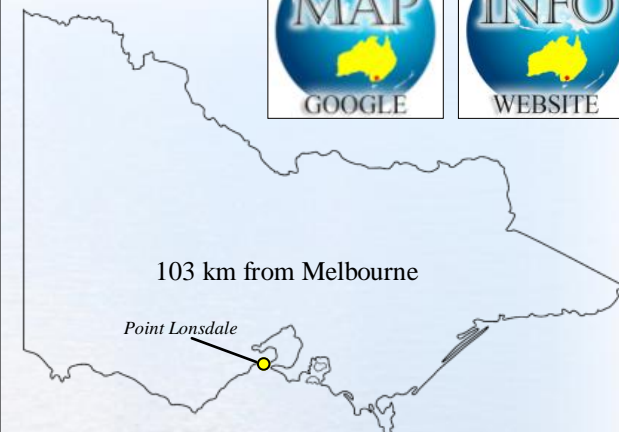 MAP
GOOGLE
INFO
WEBSITE
103 km from Melbourne
Point Lonsdale